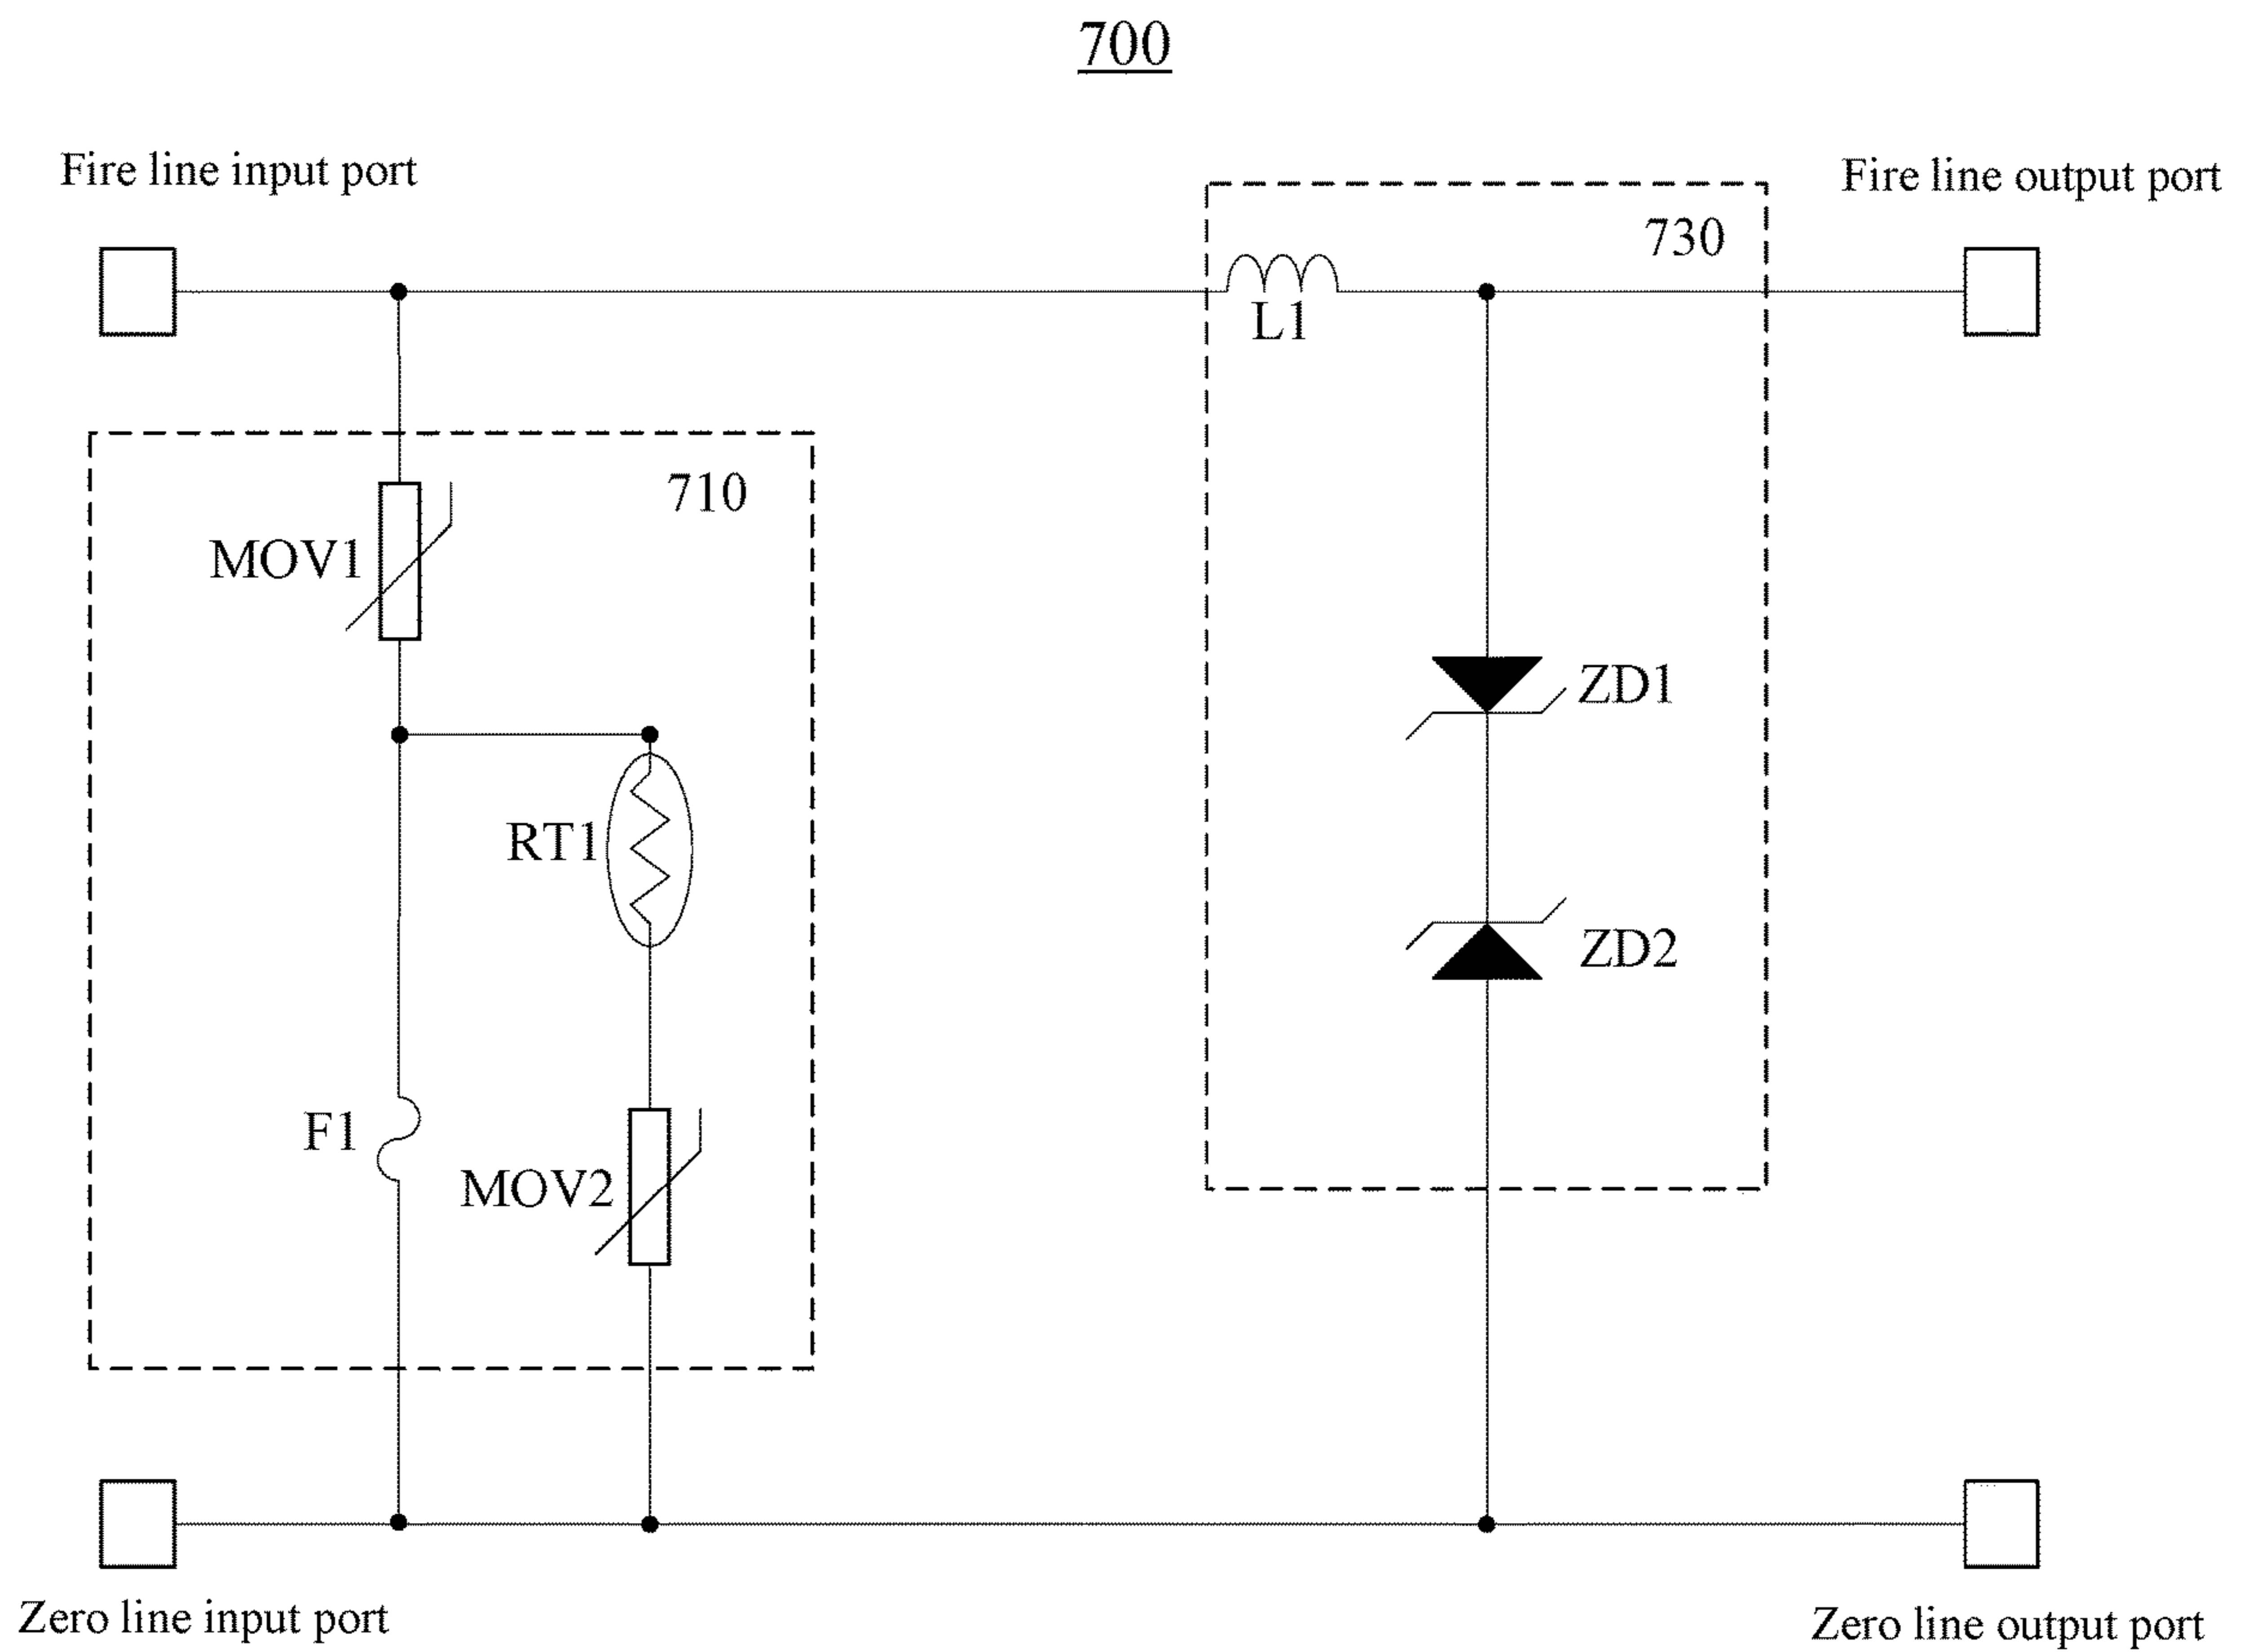 700
Fire line input port
Fire line output port
730
L1
710
MOV1
ZD1
RT1
ZD2
F1
MOV2
Zero line input port
Zero line output port